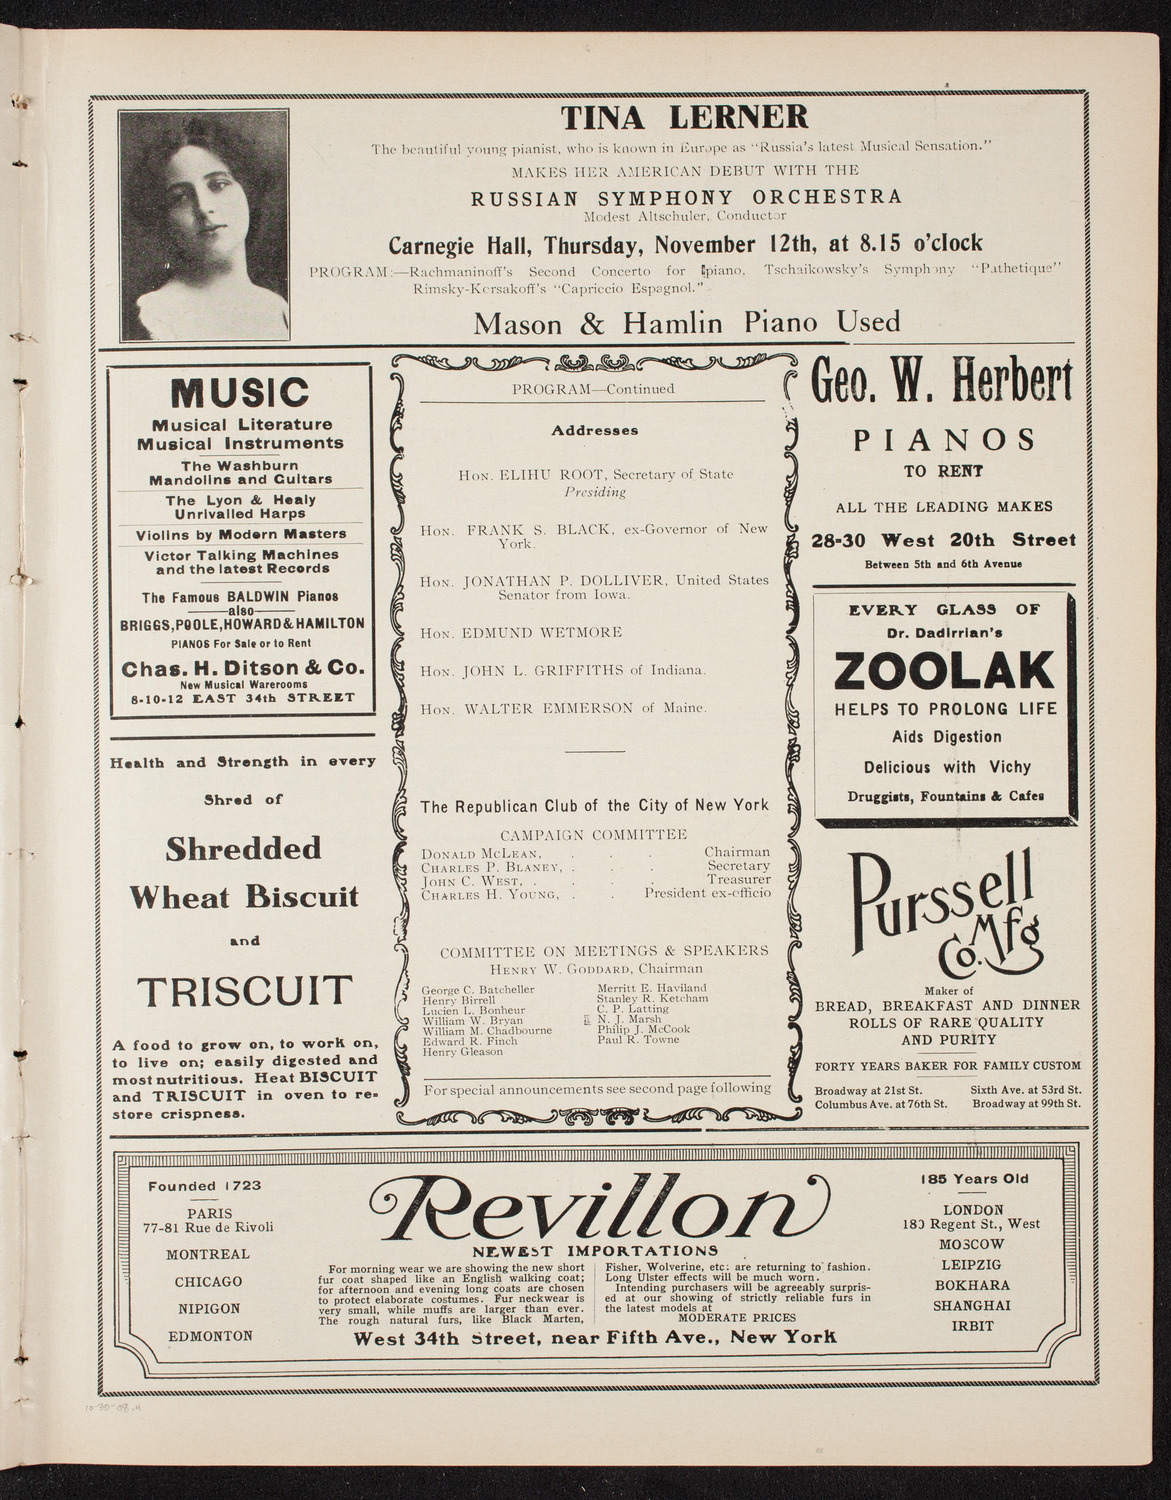 TINA LERNER
The beautiful young pianist, who is known in Europe as "Russia's latest Musical Sensation."
MAKES HER AMERICAN DEBUT WITH THE
RUSSIAN SYMPHONY ORCHESTRA
Modest Altschuler, Conductor
Carnegie Hall, Thursday, November 12th, at 8.15 o'clock
PROGRAM:—Rachmaninoff's Second Concerto for piano, Tschaikowsky's Symphony "Pathetique"
Rimsky-Korsakoff's "Capriccio Espagnol."
Mason & Hamlin Piano Used
MUSIC
Musical Literature
Musical Instruments
The Washburn
Mandolins and Guitars
The Lyon & Healy
Unrivalled Harps
Violins by Modern Masters
Victor Talking Machines
and the latest Records
The Famous BALDWIN Pianos
also
BRIGGS, POOLE, HOWARD & HAMILTON
PIANOS For Sale or to Rent
Chas. H. Ditson & Co.
New Musical Warerooms
8-10-12 EAST 34th STREET
Health and Strength in every
Shred of
Shredded
Wheat Biscuit
and
TRISCUIT
A food to grow on, to work on,
to live on; easily digested and
most nutritious. Heat BISCUIT
and TRISCUIT in oven to re-
store crispness.
PROGRAM—Continued
Addresses
Hon. ELIHU ROOT, Secretary of State
Presiding
Hon. FRANK S. BLACK, ex-Governor of New
York.
Hon. JONATHAN P. DOLLIVER, United States
Senator from Iowa.
Hon. EDMUND WETMORE
Hon. JOHN L. GRIFFITHS of Indiana.
Hon. WALTER EMMERSON of Maine.
The Republican Club of the City of New York
CAMPAIGN COMMITTEE
Donald McLean, . . . Chairman
Charles P. Blaney, . . . Secretary
John C. West, . . . . Treasurer
Charles H. Young, . . President ex-officio
COMMITTEE ON MEETINGS & SPEAKERS
Henry W. Goddard, Chairman
George C. Batcheller
Henry Birrell
Lucien L. Bonheur
William W. Bryan
William M. Chadbourne
Edward R. Finch
Henry Gleason
Merritt E. Haviland
Stanley R. Ketcham
C. P. Latting
N. J. Marsh
Philip J. McCook
Paul R. Towne
For special announcements see second page following
Geo. W. Herbert
PIANOS
TO RENT
ALL THE LEADING MAKES
28-30 West 20th Street
Between 5th and 6th Avenue
EVERY GLASS OF
Dr. Dadirrian's
ZOOLAK
HELPS TO PROLONG LIFE
Aids Digestion
Delicious with Vichy
Druggists, Fountains & Cafes
Purssell
Mfg
Co.
Maker of
BREAD, BREAKFAST AND DINNER
ROLLS OF RARE QUALITY
AND PURITY
FORTY YEARS BAKER FOR FAMILY CUSTOM
Broadway at 21st St. Sixth Ave. at 53rd St.
Columbus Ave. at 76th St. Broadway at 99th St.
Founded 1723
PARIS
77-81 Rue de Rivoli
MONTREAL
CHICAGO
NIPIGON
EDMONTON
Revillon
NEWEST IMPORTATIONS
For morning wear we are showing the new short
fur coat shaped like an English walking coat;
for afternoon and evening long coats are chosen
to protect elaborate costumes. Fur neckwear is
very small, while muffs are larger than ever.
The rough natural furs, like Black Marten,
Fisher, Wolverine, etc: are returning to fashion.
Long Ulster effects will be much worn.
Intending purchasers will be agreeably surpris-
ed at our showing of strictly reliable furs in
the latest models at
MODERATE PRICES
West 34th Street, near Fifth Ave., New York
185 Years Old
LONDON
180 Regent St., West
MOSCOW
LEIPZIG
BOKHARA
SHANGHAI
IRBIT
10-30-08.M